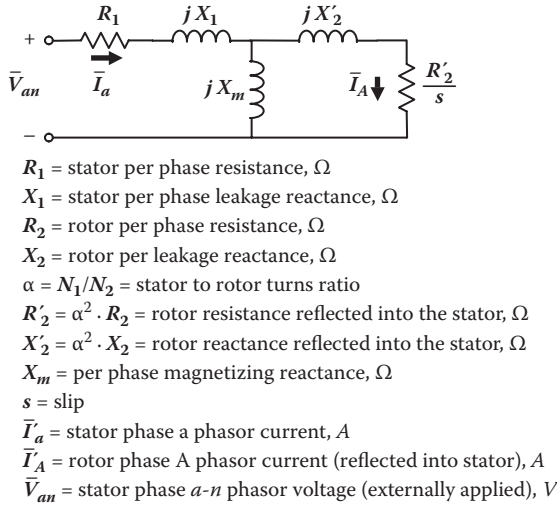 R₁
jX₁
jX′₂
+
V̄ₐₙ
Īₐ
jXₘ
Ī_A
R′₂/s
−
R₁ = stator per phase resistance, Ω
X₁ = stator per phase leakage reactance, Ω
R₂ = rotor per phase resistance, Ω
X₂ = rotor per leakage reactance, Ω
α = N₁/N₂ = stator to rotor turns ratio
R′₂ = α² · R₂ = rotor resistance reflected into the stator, Ω
X′₂ = α² · X₂ = rotor reactance reflected into the stator, Ω
Xₘ = per phase magnetizing reactance, Ω
s = slip
Ī′ₐ = stator phase a phasor current, A
Ī′_A = rotor phase A phasor current (reflected into stator), A
V̄ₐₙ = stator phase a-n phasor voltage (externally applied), V